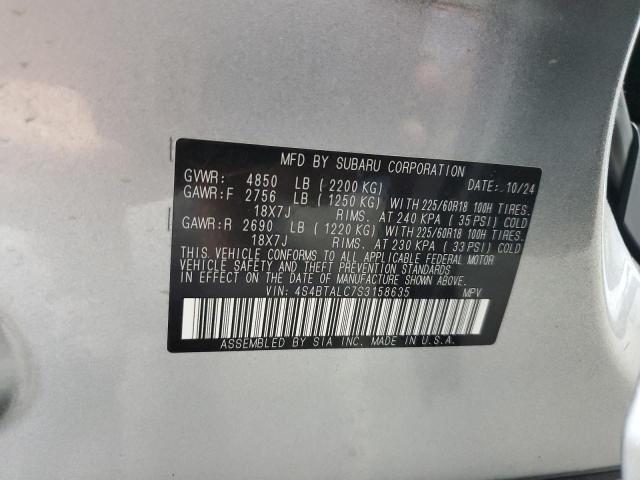 MFD BY SUBARU CORPORATION
GVWR: 4850 LB (2200 KG) DATE: 10/24
GAWR:F 2756 LB (1250 KG) WITH 225/60R18 100H TIRES.
18X7J RIMS. AT 240 KPA (35 PSI) COLD
GAWR:R 2690 LB (1220 KG) WITH 225/60R18 100H TIRES.
18X7J RIMS. AT 230 KPA (33 PSI) COLD
THIS VEHICLE CONFORMS TO ALL APPLICABLE FEDERAL MOTOR
VEHICLE SAFETY, BUMPER, AND THEFT PREVENTION STANDARDS
IN EFFECT ON THE DATE OF MANUFACTURE SHOWN ABOVE.
VIN: 4S4BTALC7S3158635 MPV
ASSEMBLED BY SIA INC. MADE IN U.S.A.